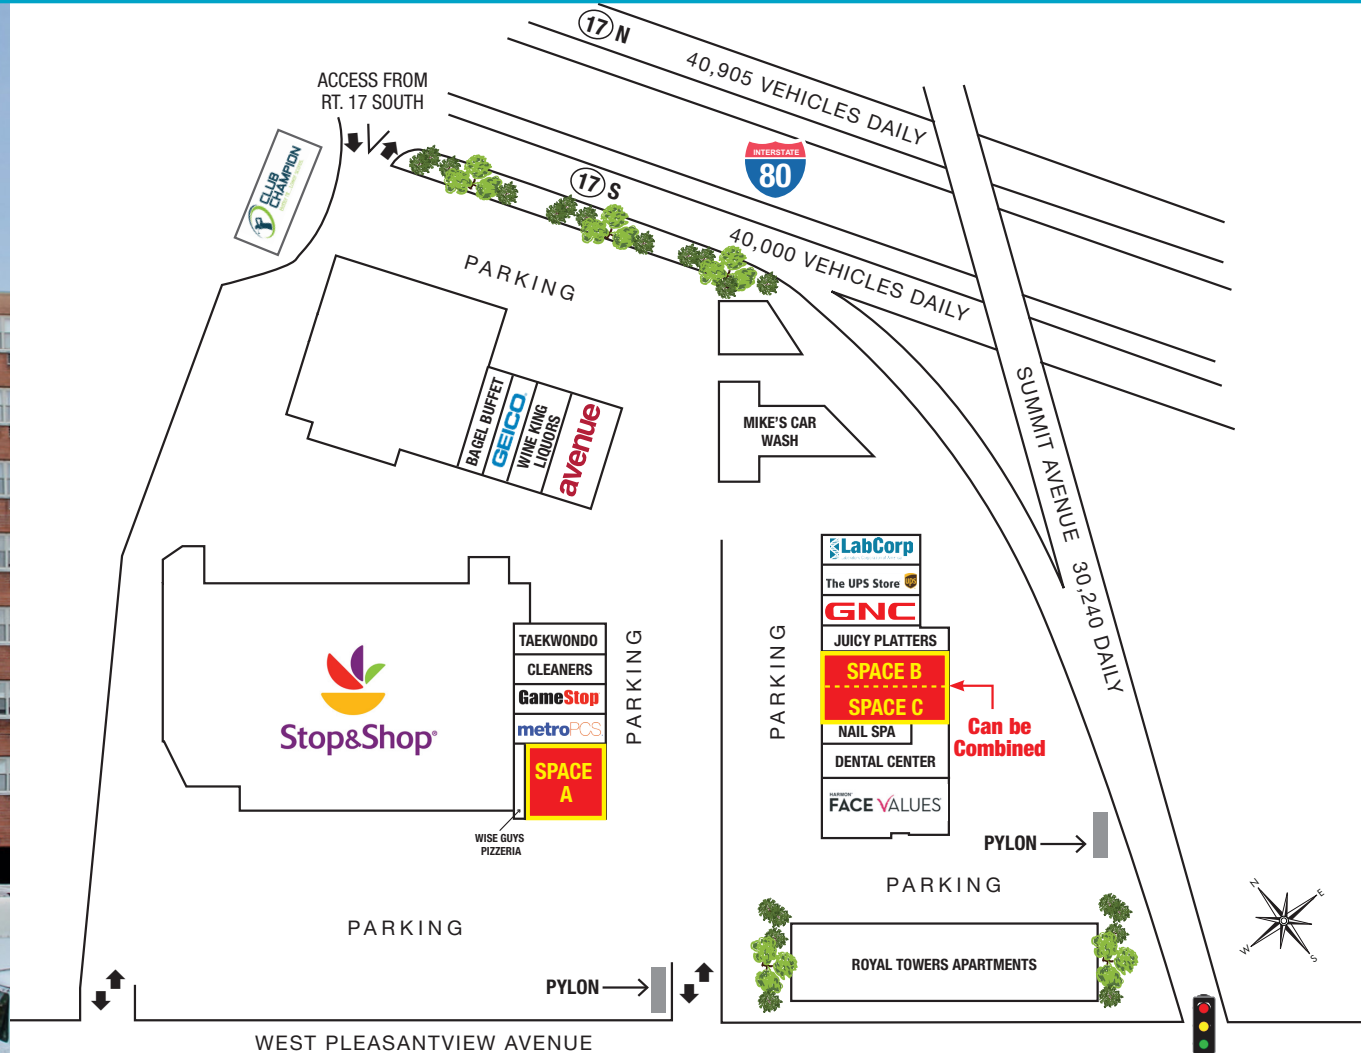 17 N
40,905 VEHICLES DAILY
ACCESS FROM
RT. 17 SOUTH
INTERSTATE
80
CLUB
CHAMPION
17 S
40,000 VEHICLES DAILY
PARKING
SUMMIT AVENUE 30,240 DAILY
BAGEL BUFFET
GEICO
WINE KING
LIQUORS
avenue
MIKE'S CAR
WASH
LabCorp
The UPS Store
ups
GNC
JUICY PLATTERS
SPACE B
SPACE C
Can be
Combined
NAIL SPA
DENTAL CENTER
HARMON
FACE VALUES
PARKING
TAEKWONDO
CLEANERS
GameStop
metroPCS.
SPACE
A
PARKING
Stop&Shop
WISE GUYS
PIZZERIA
PYLON
PARKING
PARKING
ROYAL TOWERS APARTMENTS
PYLON
N
E
W
S
WEST PLEASANTVIEW AVENUE